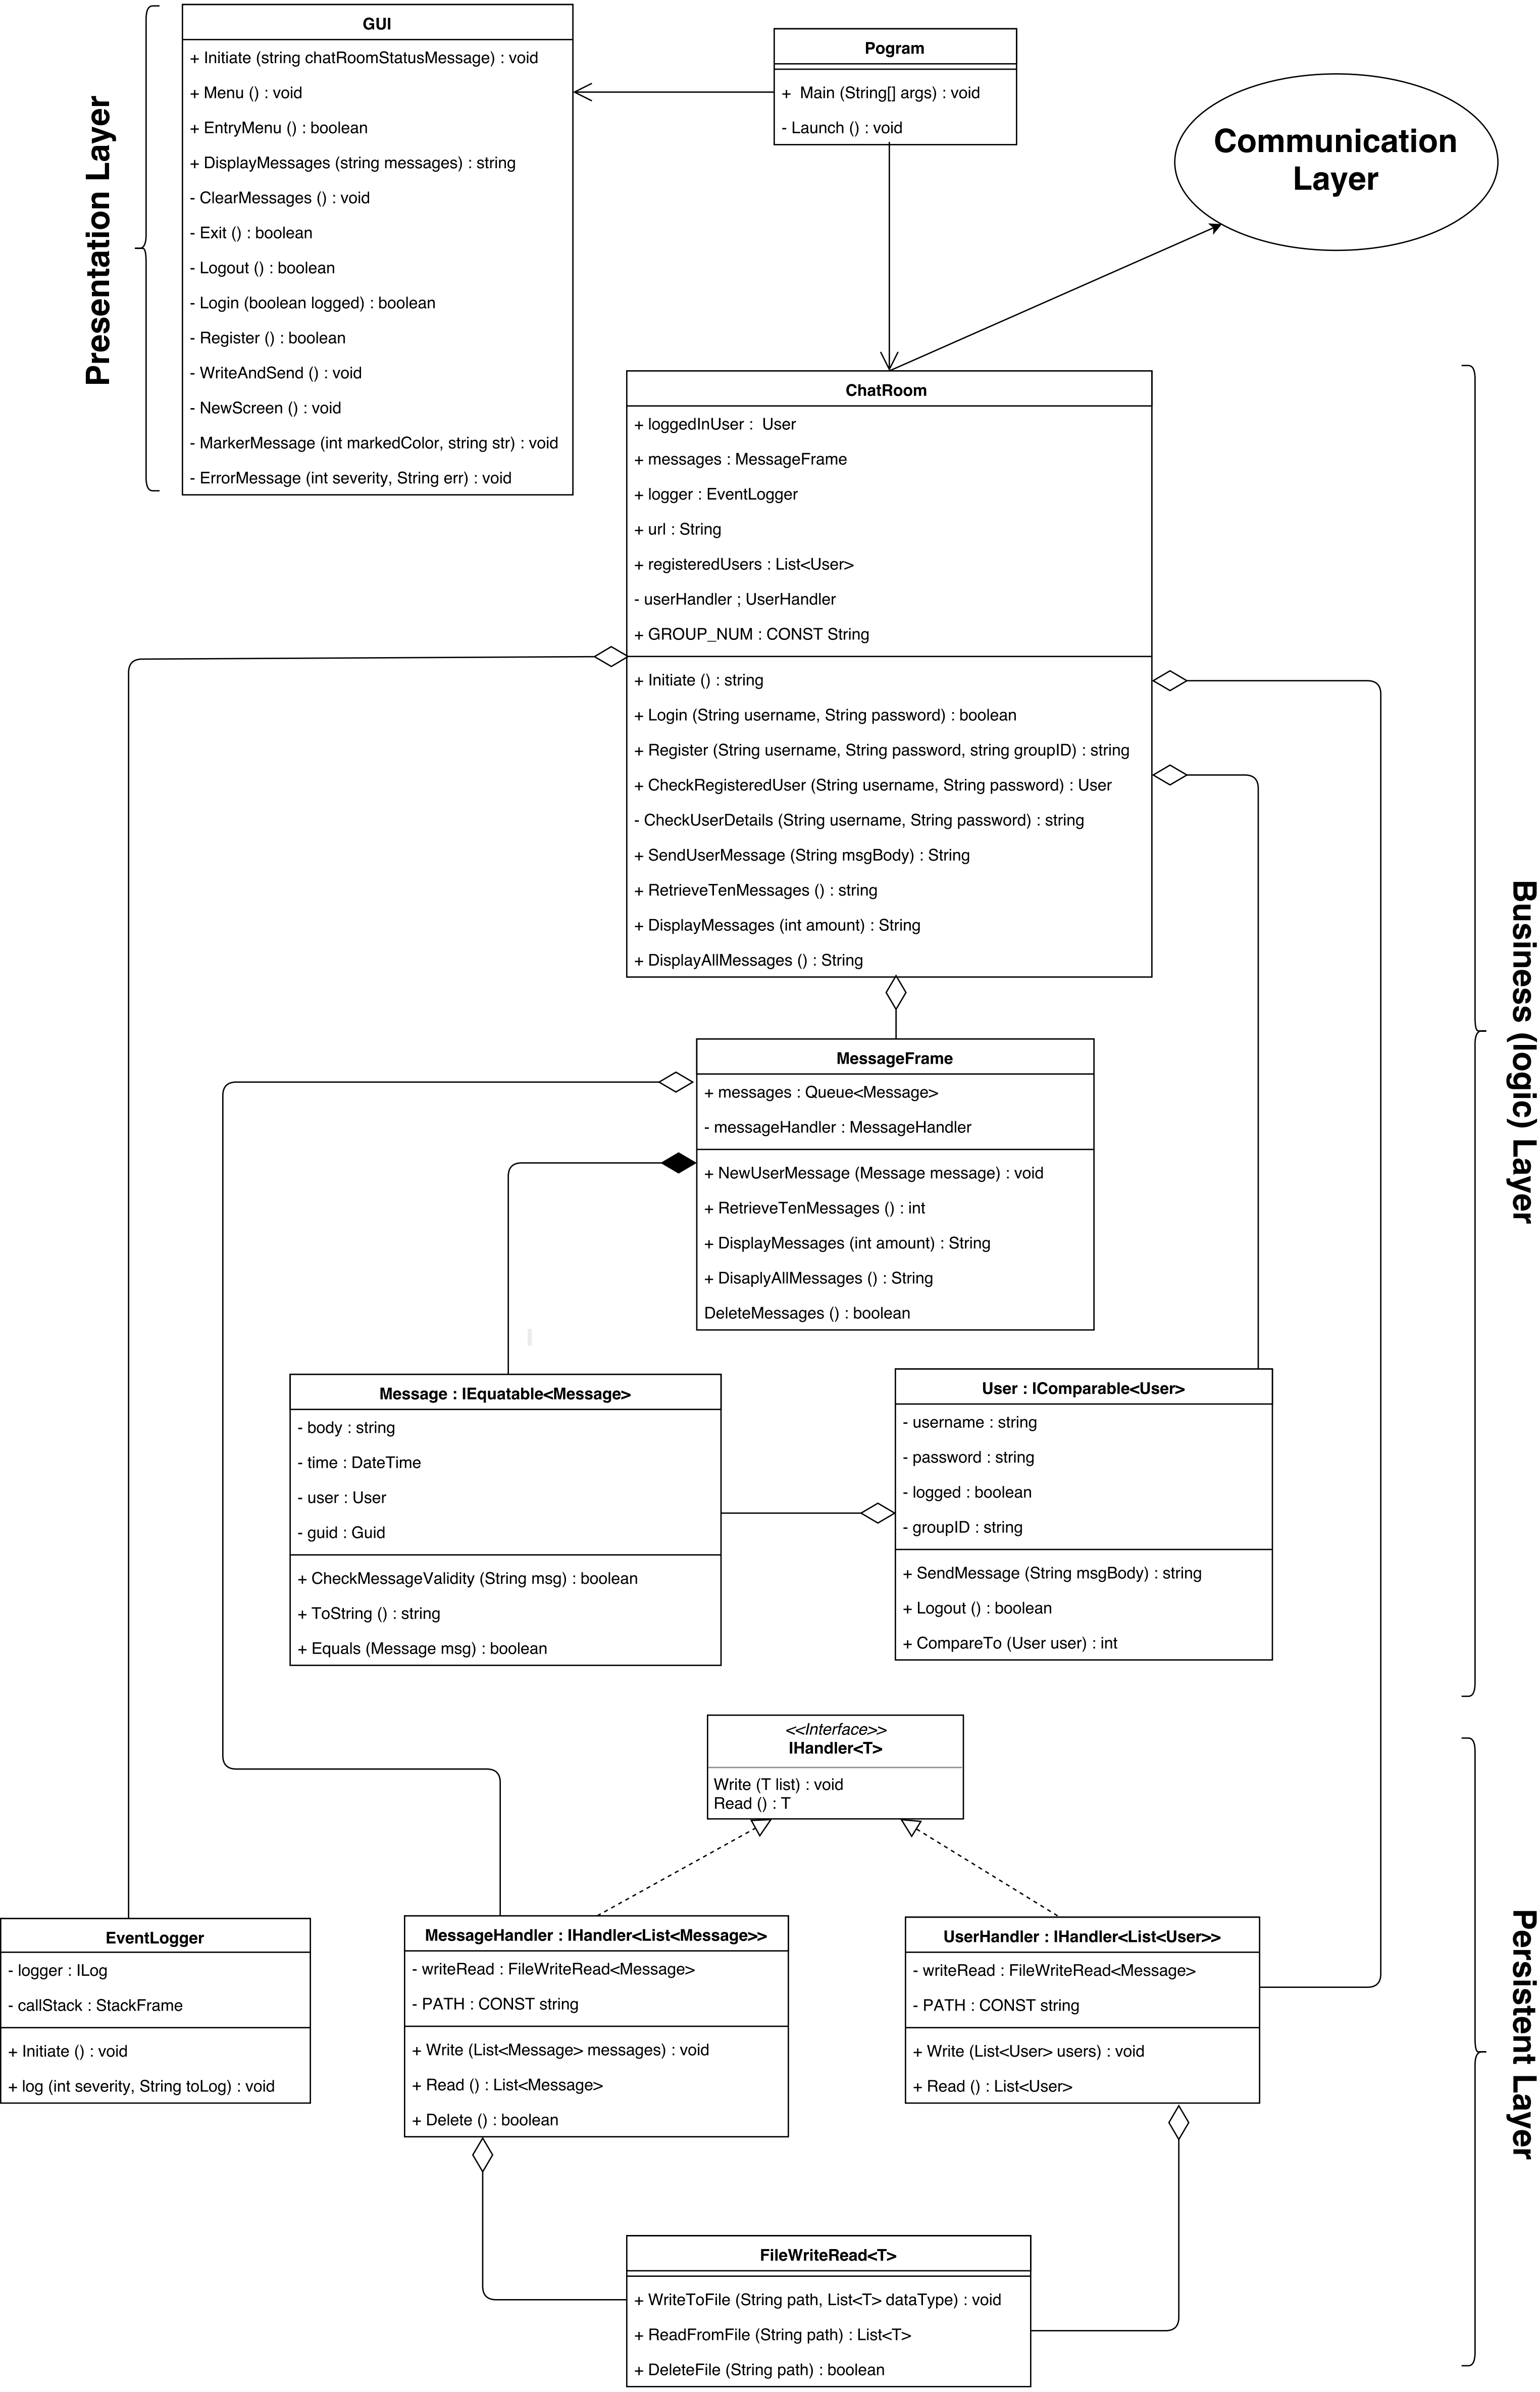 Presentation Layer
GUI
+ Initiate (string chatRoomStatusMessage) : void
+ Menu () : void
+ EntryMenu () : boolean
+ DisplayMessages (string messages) : string
- ClearMessages () : void
- Exit () : boolean
- Logout () : boolean
- Login (boolean logged) : boolean
- Register () : boolean
- WriteAndSend () : void
- NewScreen () : void
- MarkerMessage (int markedColor, string str) : void
- ErrorMessage (int severity, String err) : void
Pogram
+ Main (String[] args) : void
- Launch () : void
Communication
Layer
Business (logic) Layer
ChatRoom
+ loggedInUser : User
+ messages : MessageFrame
+ logger : EventLogger
+ url : String
+ registeredUsers : List<User>
- userHandler ; UserHandler
+ GROUP_NUM : CONST String
+ Initiate () : string
+ Login (String username, String password) : boolean
+ Register (String username, String password, string groupID) : string
+ CheckRegisteredUser (String username, String password) : User
- CheckUserDetails (String username, String password) : string
+ SendUserMessage (String msgBody) : String
+ RetrieveTenMessages () : string
+ DisplayMessages (int amount) : String
+ DisplayAllMessages () : String
MessageFrame
+ messages : Queue<Message>
- messageHandler : MessageHandler
+ NewUserMessage (Message message) : void
+ RetrieveTenMessages () : int
+ DisplayMessages (int amount) : String
+ DisaplyAllMessages () : String
DeleteMessages () : boolean
Message : IEquatable<Message>
- body : string
- time : DateTime
- user : User
- guid : Guid
+ CheckMessageValidity (String msg) : boolean
+ ToString () : string
+ Equals (Message msg) : boolean
User : IComparable<User>
- username : string
- password : string
- logged : boolean
- groupID : string
+ SendMessage (String msgBody) : string
+ Logout () : boolean
+ CompareTo (User user) : int
Persistent Layer
<<Interface>>
IHandler<T>
Write (T list) : void
Read () : T
EventLogger
- logger : ILog
- callStack : StackFrame
+ Initiate () : void
+ log (int severity, String toLog) : void
MessageHandler : IHandler<List<Message>>
- writeRead : FileWriteRead<Message>
- PATH : CONST string
+ Write (List<Message> messages) : void
+ Read () : List<Message>
+ Delete () : boolean
UserHandler : IHandler<List<User>>
- writeRead : FileWriteRead<Message>
- PATH : CONST string
+ Write (List<User> users) : void
+ Read () : List<User>
FileWriteRead<T>
+ WriteToFile (String path, List<T> dataType) : void
+ ReadFromFile (String path) : List<T>
+ DeleteFile (String path) : boolean